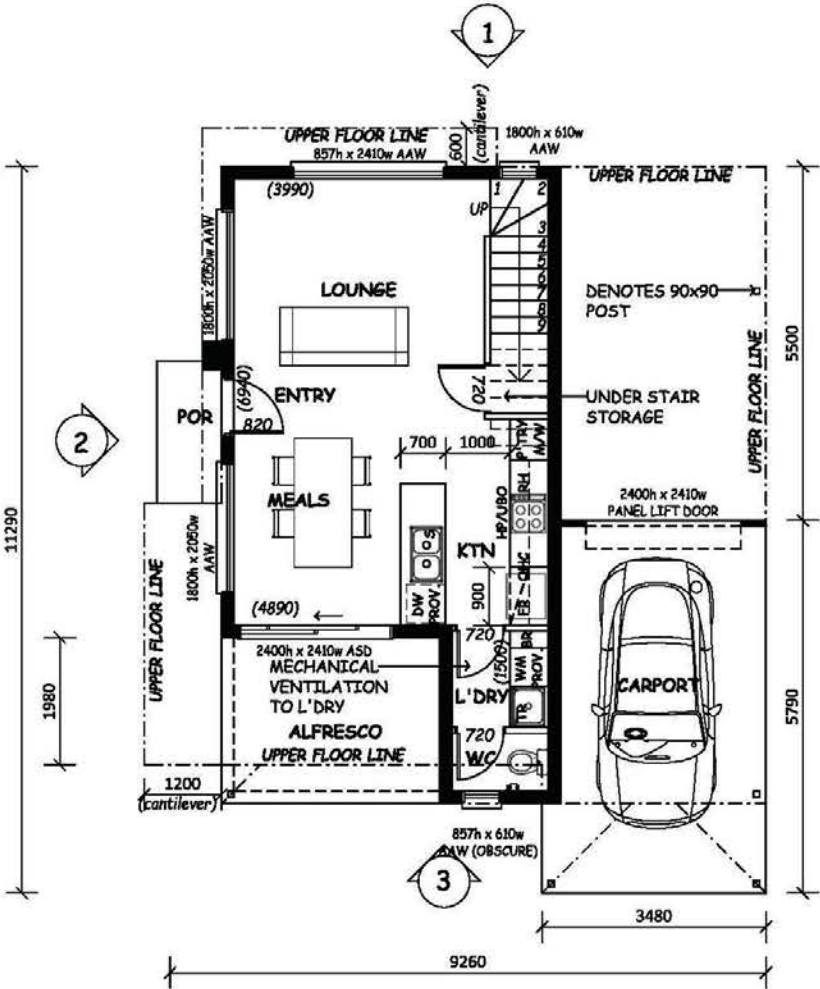 1
UPPER FLOOR LINE
857h x 2410w AAW
600
(cantilever)
1800h x 610w
AAW
(3990)
1
2
UP
3
4
5
6
7
8
9
UPPER FLOOR LINE
1800h x 2050w AAW
LOUNGE
DENOTES 90x90
POST
5500
UPPER FLOOR LINE
ENTRY
(6940)
820
720
UNDER STAIR
STORAGE
POR
2
700
1000
P'TRY
M/W
MEALS
RH
HP/UBO
2400h x 2410w
PANEL LIFT DOOR
11290
1800h x 2050w
AAW
S
KTN
OHC
900
FR
DW
PROV.
(4890)
UPPER FLOOR LINE
2400h x 2410w ASD
MECHANICAL
VENTILATION
TO L'DRY
720
(1500)
BR
WM
PROV.
L'DRY
TR
CARPORT
5790
1980
ALFRESCO
UPPER FLOOR LINE
720
WC
1200
(cantilever)
857h x 610w
AAW (OBSCURE)
3
3480
9260